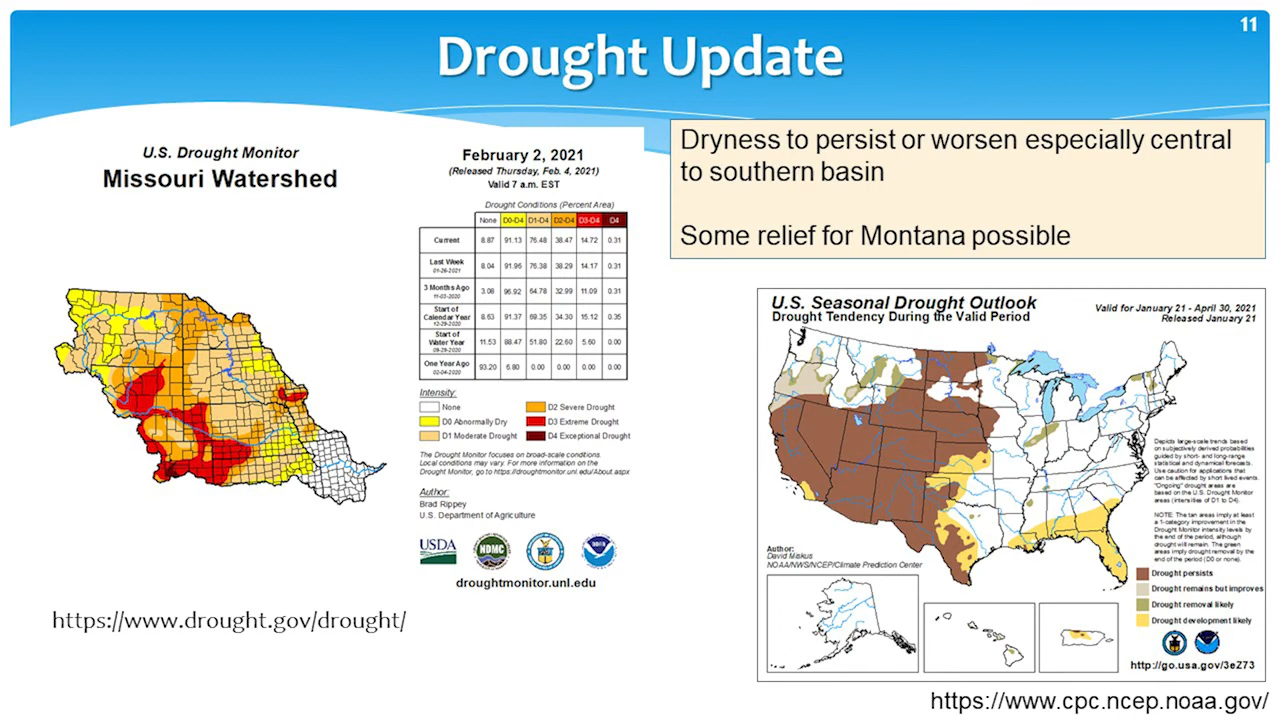 11
Drought Update
U.S. Drought Monitor
Missouri Watershed
February 2, 2021
(Released Thursday, Feb. 4, 2021)
Valid 7 a.m. EST
Drought Conditions (Percent Area)
None D0-D4 D1-D4 D2-D4 D3-D4 D4
Current 8.87 91.13 76.48 38.47 14.72 0.31
Last Week 8.04 91.96 76.38 38.29 14.17 0.31
01-26-2021
3 Months Ago 3.08 96.92 64.78 32.99 11.09 0.31
11-03-2020
Start of
Calendar Year 8.63 91.37 69.35 34.30 15.12 0.35
12-29-2020
Start of
Water Year 11.53 88.47 51.80 22.60 5.60 0.00
09-29-2020
One Year Ago 93.20 6.80 0.00 0.00 0.00 0.00
02-04-2020
Intensity:
None
D0 Abnormally Dry
D1 Moderate Drought
D2 Severe Drought
D3 Extreme Drought
D4 Exceptional Drought
The Drought Monitor focuses on broad-scale conditions.
Local conditions may vary. For more information on the
Drought Monitor, go to https://droughtmonitor.unl.edu/About.aspx
Author:
Brad Rippey
U.S. Department of Agriculture
USDA
NDMC
droughtmonitor.unl.edu
https://www.drought.gov/drought/
Dryness to persist or worsen especially central
to southern basin
Some relief for Montana possible
U.S. Seasonal Drought Outlook
Drought Tendency During the Valid Period
Valid for January 21 - April 30, 2021
Released January 21
Depicts large-scale trends based
on subjectively derived probabilities
guided by short- and long-range
statistical and dynamical forecasts.
Use caution for applications that
can be affected by short lived events.
"Ongoing" drought areas are
based on the U.S. Drought Monitor
areas (intensities of D1 to D4).
NOTE: The tan areas imply at least
a 1-category improvement in the
Drought Monitor intensity levels by
the end of the period, although
drought will remain. The green
areas imply drought removal by the
end of the period (D0 or none).
Author:
David Miskus
NOAA/NWS/NCEP/Climate Prediction Center
Drought persists
Drought remains but improves
Drought removal likely
Drought development likely
http://go.usa.gov/3e273
https://www.cpc.ncep.noaa.gov/